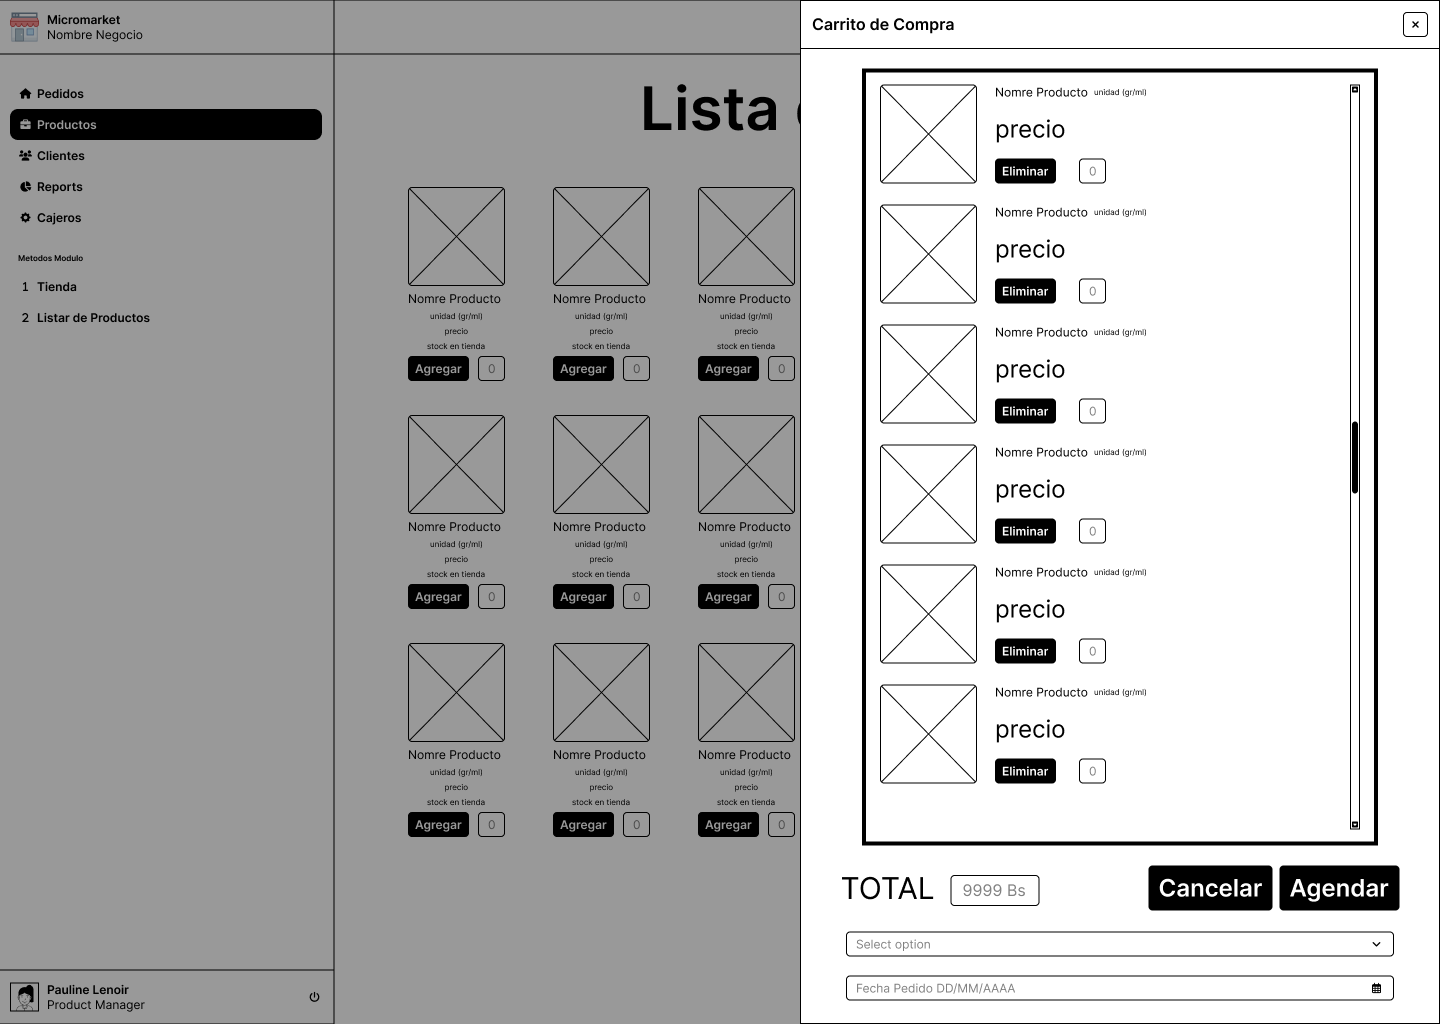 Micromarket
Nombre Negocio
Pedidos
Productos
Clientes
Reports
Cajeros
Metodos Modulo
1 Tienda
2 Listar de Productos
Pauline Lenoir
Product Manager
Lista
Nomre Producto Nomre Producto Nomre Producto
unidad (gr/ml) unidad (gr/ml) unidad (gr/ml)
precio precio precio
stock en tienda stock en tienda stock en tienda
Agregar 0 Agregar 0 Agregar 0
Nomre Producto Nomre Producto Nomre Producto
unidad (gr/ml) unidad (gr/ml) unidad (gr/ml)
precio precio precio
stock en tienda stock en tienda stock en tienda
Agregar 0 Agregar 0 Agregar 0
Nomre Producto Nomre Producto Nomre Producto
unidad (gr/ml) unidad (gr/ml) unidad (gr/ml)
precio precio precio
stock en tienda stock en tienda stock en tienda
Agregar 0 Agregar 0 Agregar 0
Carrito de Compra
Nomre Producto unidad (gr/ml)
precio
Eliminar 0
Nomre Producto unidad (gr/ml)
precio
Eliminar 0
Nomre Producto unidad (gr/ml)
precio
Eliminar 0
Nomre Producto unidad (gr/ml)
precio
Eliminar 0
Nomre Producto unidad (gr/ml)
precio
Eliminar 0
Nomre Producto unidad (gr/ml)
precio
Eliminar 0
TOTAL 9999 Bs Cancelar Agendar
Select option
Fecha Pedido DD/MM/AAAA